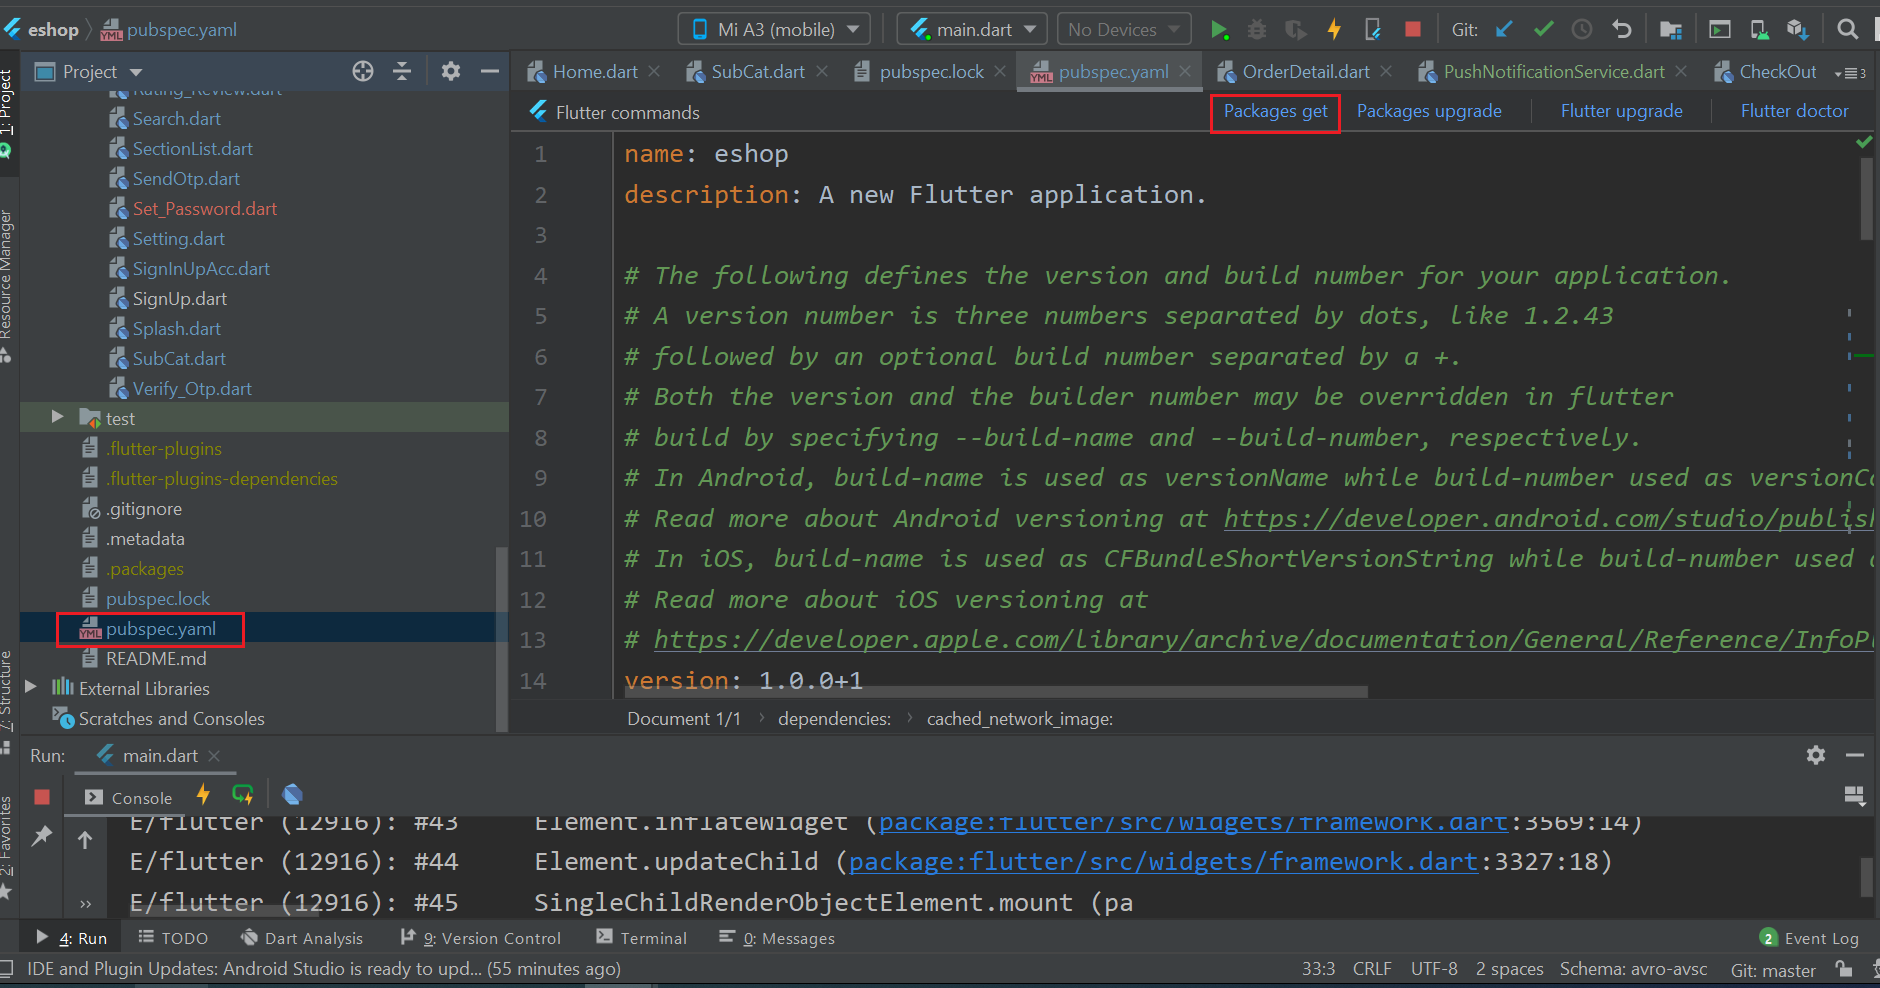 eshop
pubspec.yaml
Mi A3 (mobile)
main.dart
No Devices
Git:
Project
Home.dart
SubCat.dart
pubspec.lock
pubspec.yaml
OrderDetail.dart
PushNotificationService.dart
CheckOut
3
Flutter commands
Packages get
Packages upgrade
Flutter upgrade
Flutter doctor
1: Project
Resource Manager
7: Structure
2: Favorites
Rating_Review.dart
Search.dart
SectionList.dart
SendOtp.dart
Set_Password.dart
Setting.dart
SignInUpAcc.dart
SignUp.dart
Splash.dart
SubCat.dart
Verify_Otp.dart
test
.flutter-plugins
.flutter-plugins-dependencies
.gitignore
.metadata
.packages
pubspec.lock
YML pubspec.yaml
README.md
External Libraries
Scratches and Consoles
1 name: eshop
2 description: A new Flutter application.
3
4 # The following defines the version and build number for your application.
5 # A version number is three numbers separated by dots, like 1.2.43
6 # followed by an optional build number separated by a +.
7 # Both the version and the builder number may be overridden in flutter
8 # build by specifying --build-name and --build-number, respectively.
9 # In Android, build-name is used as versionName while build-number used as versionCo
10 # Read more about Android versioning at https://developer.android.com/studio/publish
11 # In iOS, build-name is used as CFBundleShortVersionString while build-number used a
12 # Read more about iOS versioning at
13 # https://developer.apple.com/library/archive/documentation/General/Reference/InfoPl
14 version: 1.0.0+1
Document 1/1 › dependencies: › cached_network_image:
Run: main.dart
Console
E/flutter (12916): #43 Element.inflateWidget (package:flutter/src/widgets/framework.dart:3569:14)
E/flutter (12916): #44 Element.updateChild (package:flutter/src/widgets/framework.dart:3327:18)
E/flutter (12916): #45 SingleChildRenderObjectElement.mount (pa
4: Run
TODO
Dart Analysis
9: Version Control
Terminal
0: Messages
2 Event Log
IDE and Plugin Updates: Android Studio is ready to upd... (55 minutes ago)
33:3 CRLF UTF-8 2 spaces Schema: avro-avsc Git: master